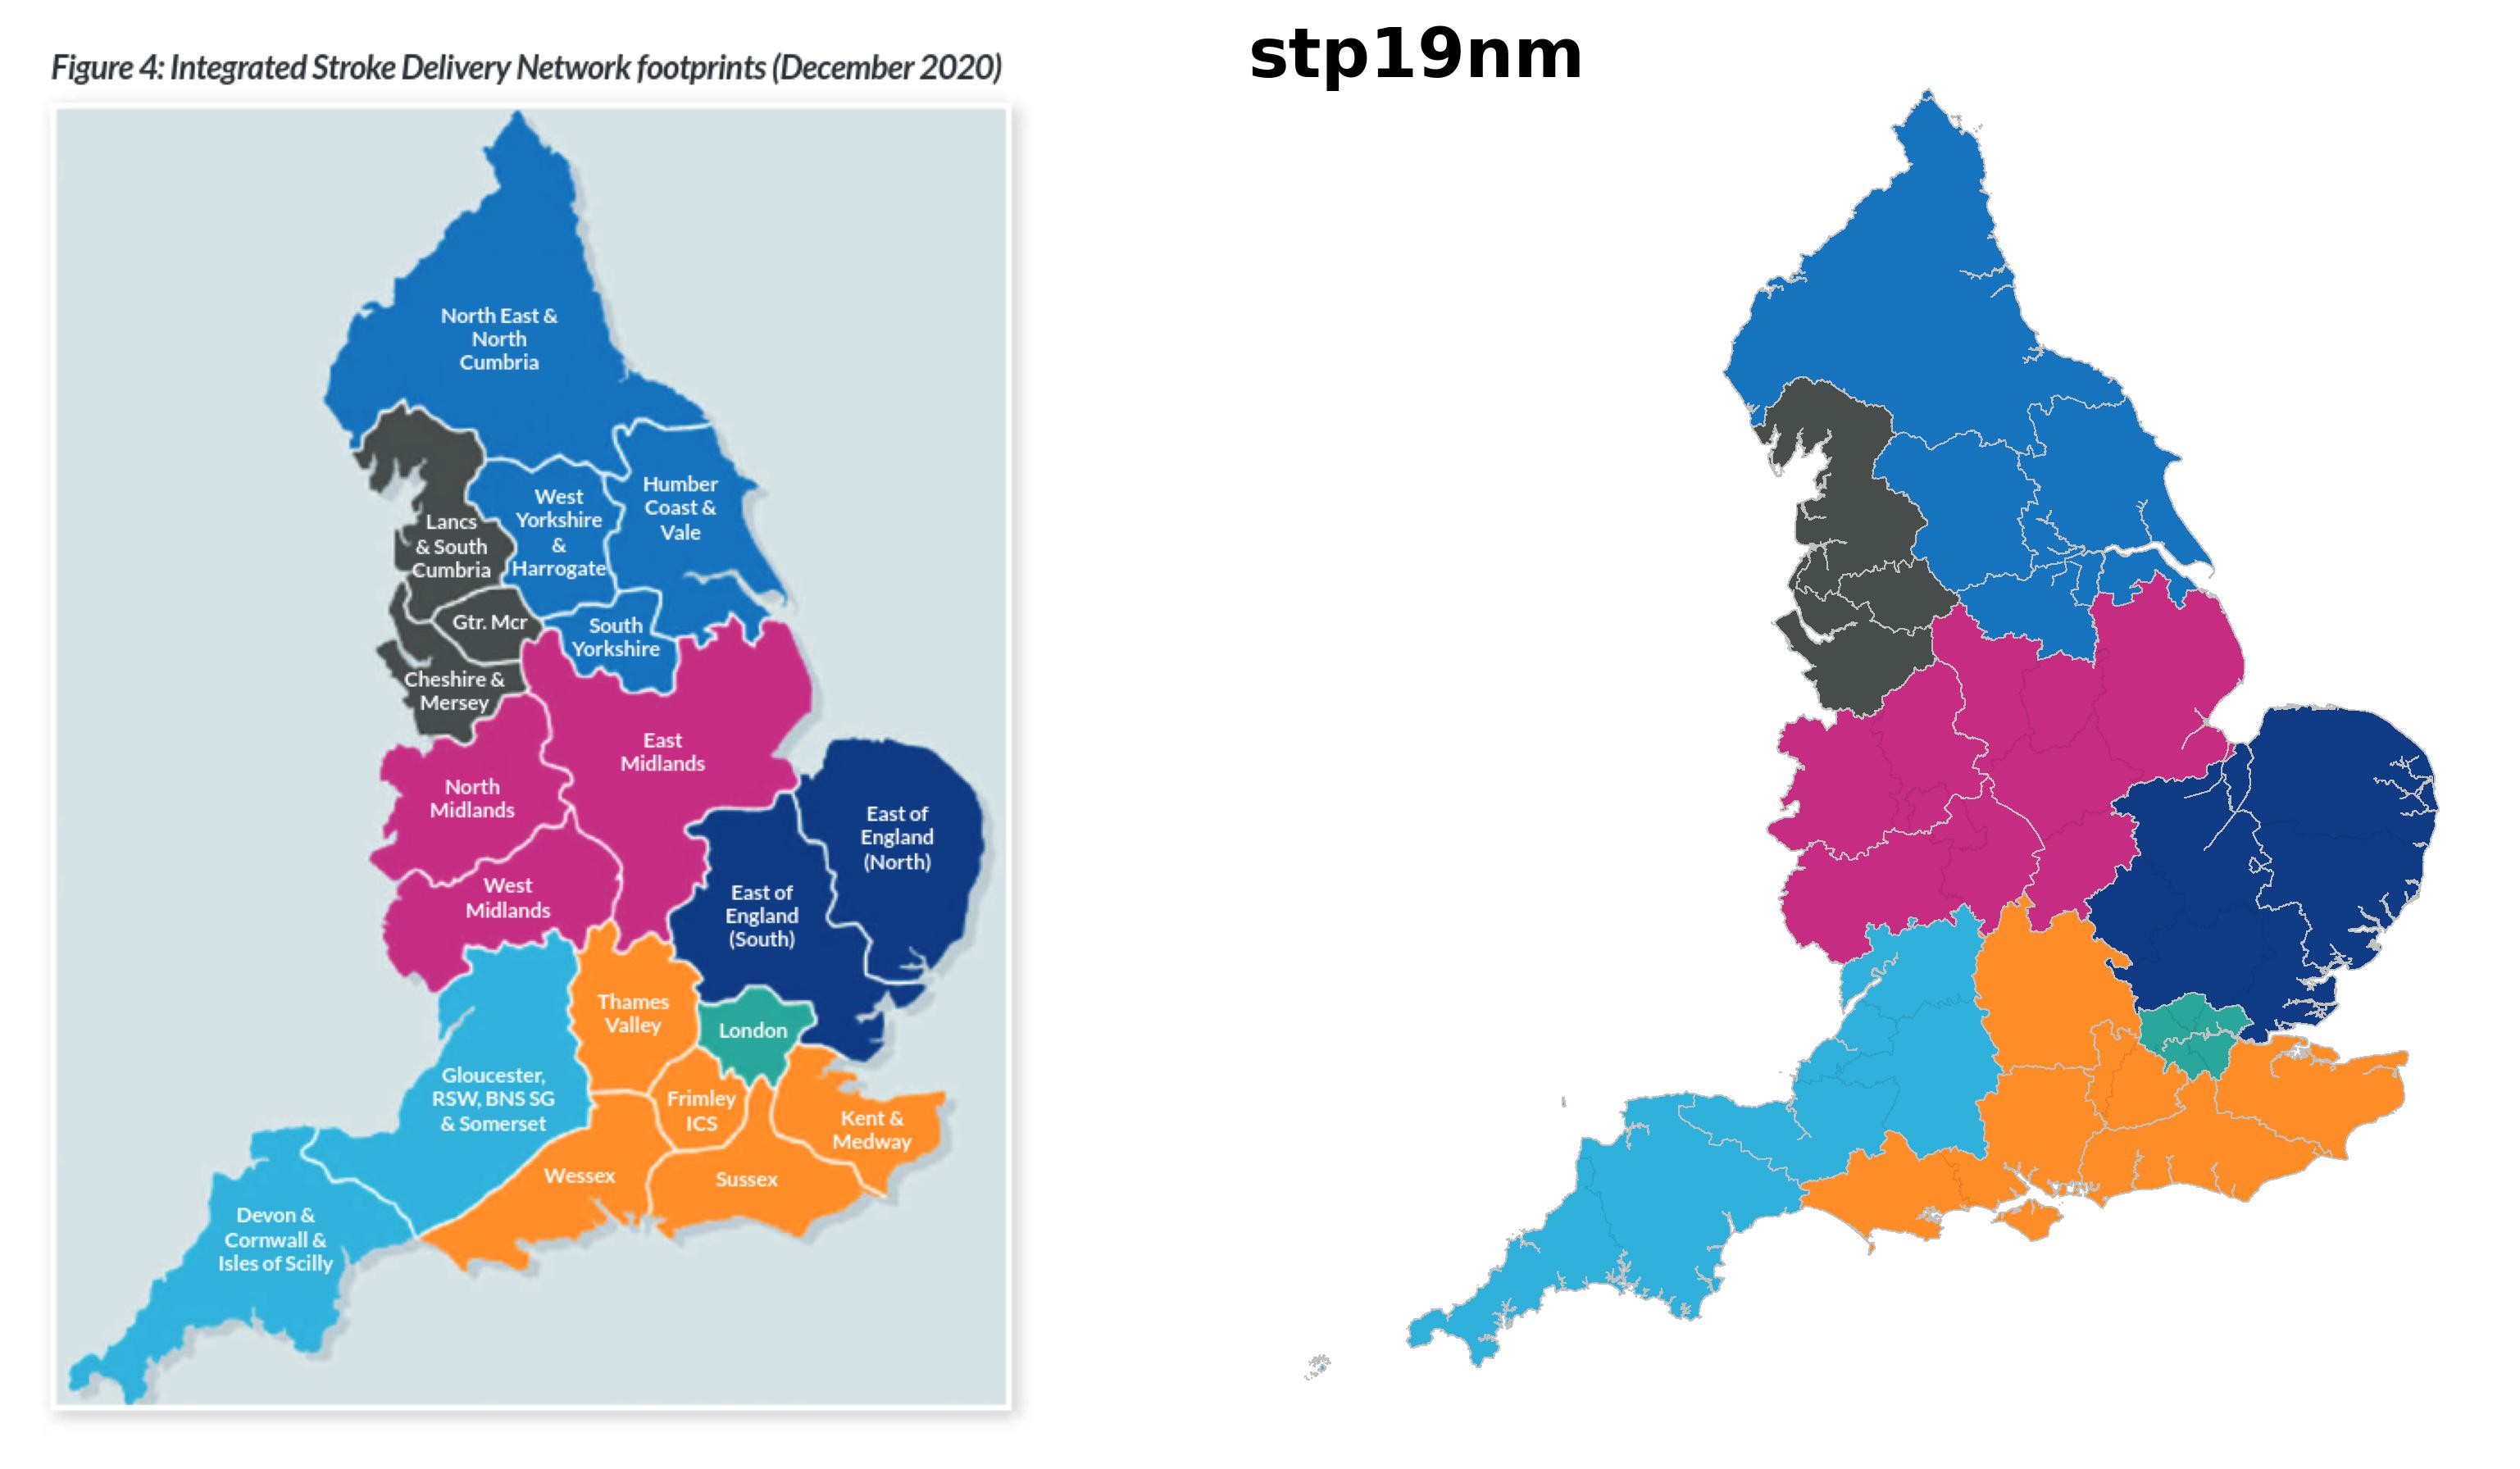 Figure 4: Integrated Stroke Delivery Network footprints (December 2020)
stp19nm
North East &
North
Cumbria
West
Yorkshire
&
Harrogate
Humber
Coast &
Vale
Lancs
& South
Cumbria
Gtr. Mcr
South
Yorkshire
Cheshire &
Mersey
East
Midlands
North
Midlands
East of
England
(North)
West
Midlands
East of
England
(South)
Thames
Valley
London
Gloucester,
RSW, BNS SG
& Somerset
Frimley
ICS
Kent &
Medway
Wessex
Sussex
Devon &
Cornwall &
Isles of Scilly